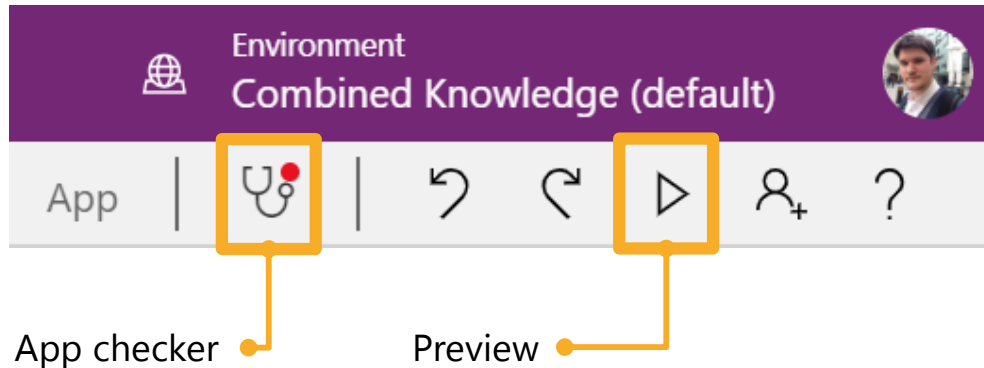 Environment
Combined Knowledge (default)
App
?
App checker
Preview